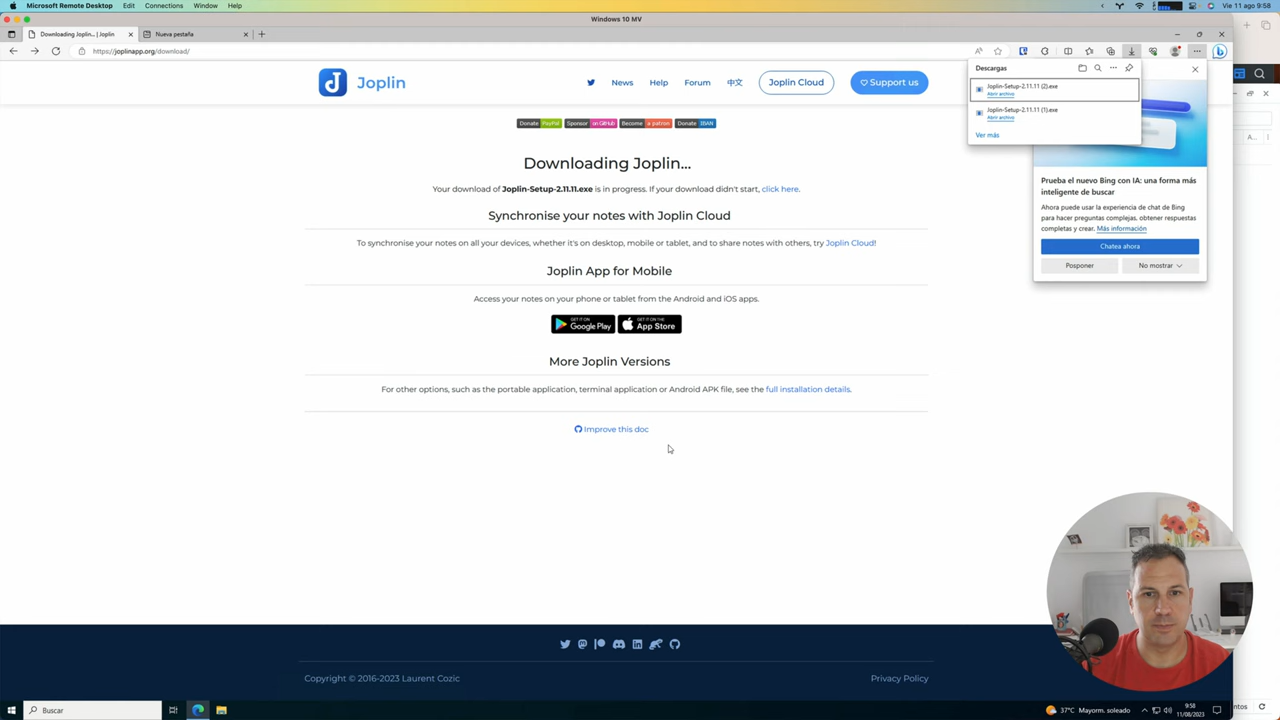 Microsoft Remote Desktop Edit Connections Window Help
Vie 11 ago 9:58
Windows 10 MV
Downloading Joplin... | Joplin
Nueva pestaña
https://joplinapp.org/download/
Joplin
News
Help
Forum
中文
Joplin Cloud
Support us
Descargas
Joplin-Setup-2.11.11 (2).exe
Abrir archivo
Joplin-Setup-2.11.11 (1).exe
Abrir archivo
Ver más
Donate PayPal
Sponsor on GitHub
Become a patron
Donate IBAN
Downloading Joplin...
Your download of Joplin-Setup-2.11.11.exe is in progress. If your download didn't start, click here.
Synchronise your notes with Joplin Cloud
To synchronise your notes on all your devices, whether it's on desktop, mobile or tablet, and to share notes with others, try Joplin Cloud!
Joplin App for Mobile
Access your notes on your phone or tablet from the Android and iOS apps.
GET IT ON
Google Play
GET IT ON THE
App Store
More Joplin Versions
For other options, such as the portable application, terminal application or Android APK file, see the full installation details.
Improve this doc
Prueba el nuevo Bing con IA: una forma más
inteligente de buscar
Ahora puede usar la experiencia de chat de Bing
para hacer preguntas complejas, obtener respuestas
completas y crear. Más información
Chatea ahora
Posponer
No mostrar
Copyright © 2016-2023 Laurent Cozic
Privacy Policy
Buscar
37°C Mayorm. soleado
9:58
11/08/2023